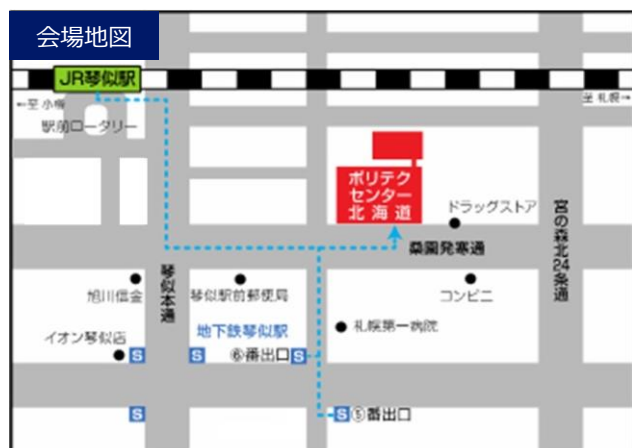 会場地図
JR琴似駅
←至 小樽
至 札幌→
駅前ロータリー
ポリテク
センター
北海道
ドラッグストア
宮の森北24条通
桑園発寒通
琴似本通
旭川信金
琴似駅前郵便局
コンビニ
地下鉄琴似駅
札幌第一病院
イオン琴似店
S
S
⑥番出口 S
S
S ⑤番出口